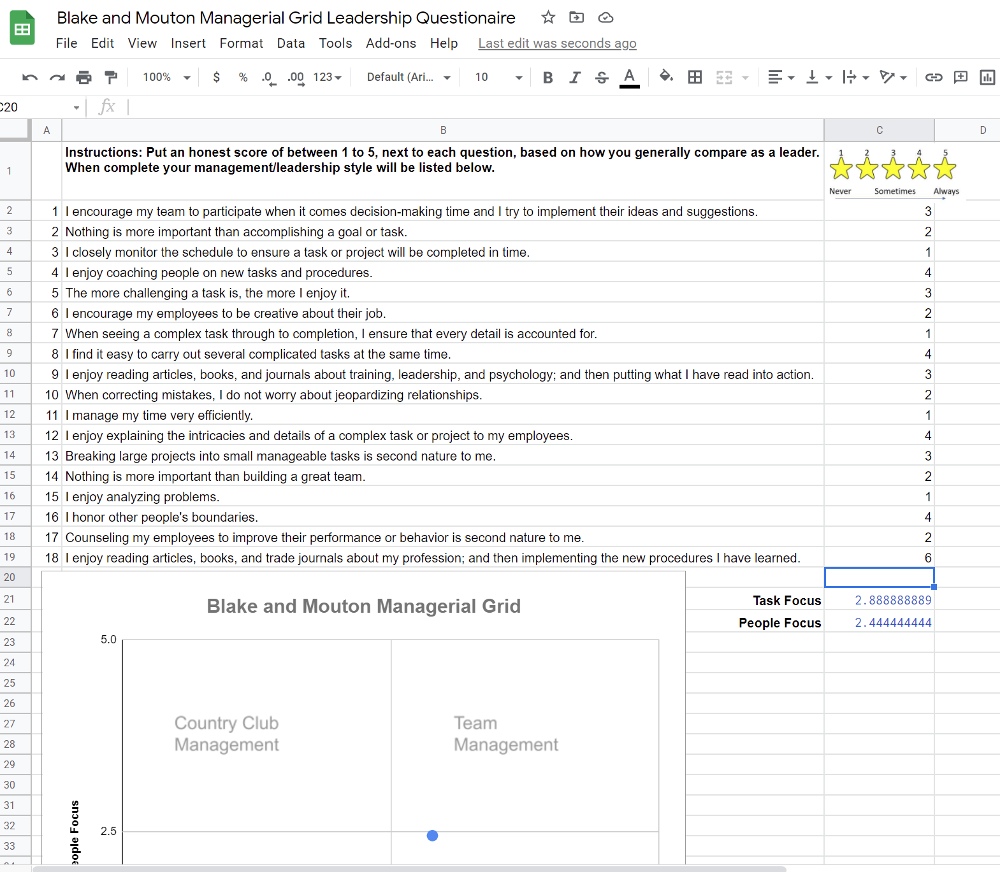 Blake and Mouton Managerial Grid Leadership Questionaire
File Edit View Insert Format Data Tools Add-ons Help Last edit was seconds ago
100% $ % .0 .00 123 Default (Ari... 10 B I S A
C20 fx
A B C D
1 Instructions: Put an honest score of between 1 to 5, next to each question, based on how you generally compare as a leader.
When complete your management/leadership style will be listed below.
1 2 3 4 5
Never Sometimes Always
2 1 I encourage my team to participate when it comes decision-making time and I try to implement their ideas and suggestions. 3
3 2 Nothing is more important than accomplishing a goal or task. 2
4 3 I closely monitor the schedule to ensure a task or project will be completed in time. 1
5 4 I enjoy coaching people on new tasks and procedures. 4
6 5 The more challenging a task is, the more I enjoy it. 3
7 6 I encourage my employees to be creative about their job. 2
8 7 When seeing a complex task through to completion, I ensure that every detail is accounted for. 1
9 8 I find it easy to carry out several complicated tasks at the same time. 4
10 9 I enjoy reading articles, books, and journals about training, leadership, and psychology; and then putting what I have read into action. 3
11 10 When correcting mistakes, I do not worry about jeopardizing relationships. 2
12 11 I manage my time very efficiently. 1
13 12 I enjoy explaining the intricacies and details of a complex task or project to my employees. 4
14 13 Breaking large projects into small manageable tasks is second nature to me. 3
15 14 Nothing is more important than building a great team. 2
16 15 I enjoy analyzing problems. 1
17 16 I honor other people's boundaries. 4
18 17 Counseling my employees to improve their performance or behavior is second nature to me. 2
19 18 I enjoy reading articles, books, and trade journals about my profession; and then implementing the new procedures I have learned. 6
20
21 Task Focus 2.888888889
22 People Focus 2.444444444
23
24
25
26
27
28
29
30
31
32
33
Blake and Mouton Managerial Grid
5.0
Country Club
Management
Team
Management
2.5
eople Focus